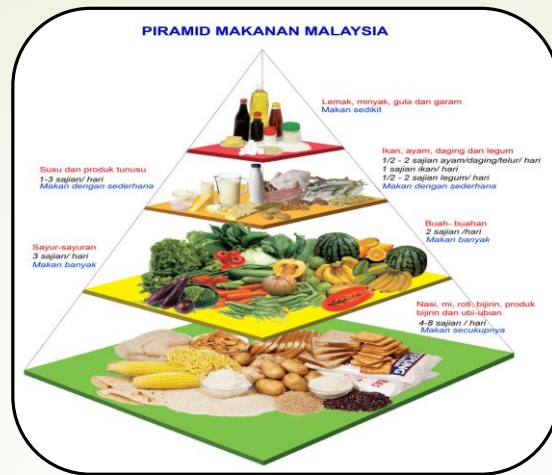 PIRAMID MAKANAN MALAYSIA
Lemak, minyak, gula dan garam
Makan sedikit
Ikan, ayam, daging dan legum
1/2 - 2 sajian ayam/daging/telur/ hari
1 sajian ikan/ hari
1/2 - 2 sajian legum/ hari
Makan dengan sederhana
Susu dan produk tunusu
1-3 sajian/ hari
Makan dengan sederhana
Buah- buahan
2 sajian /hari
Makan banyak
Sayur-sayuran
3 sajian/ hari
Makan banyak
Nasi, mi, roti, bijirin, produk
bijirin dan ubi-ubian
4-8 sajian / hari
Makan secukupnya